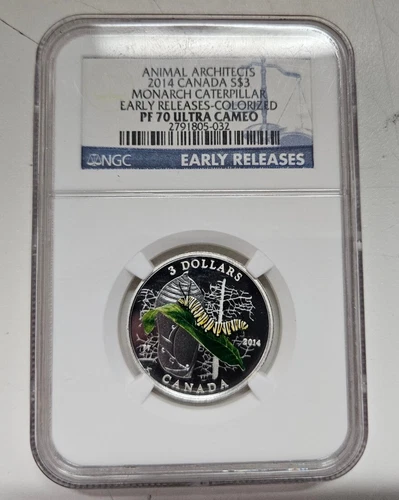 ANIMAL ARCHITECTS
2014 CANADA S$3
MONARCH CATERPILLAR
EARLY RELEASES-COLORIZED
PF 70 ULTRA CAMEO
2791805-032
NGC
EARLY RELEASES
3 DOLLARS
2014
CANADA